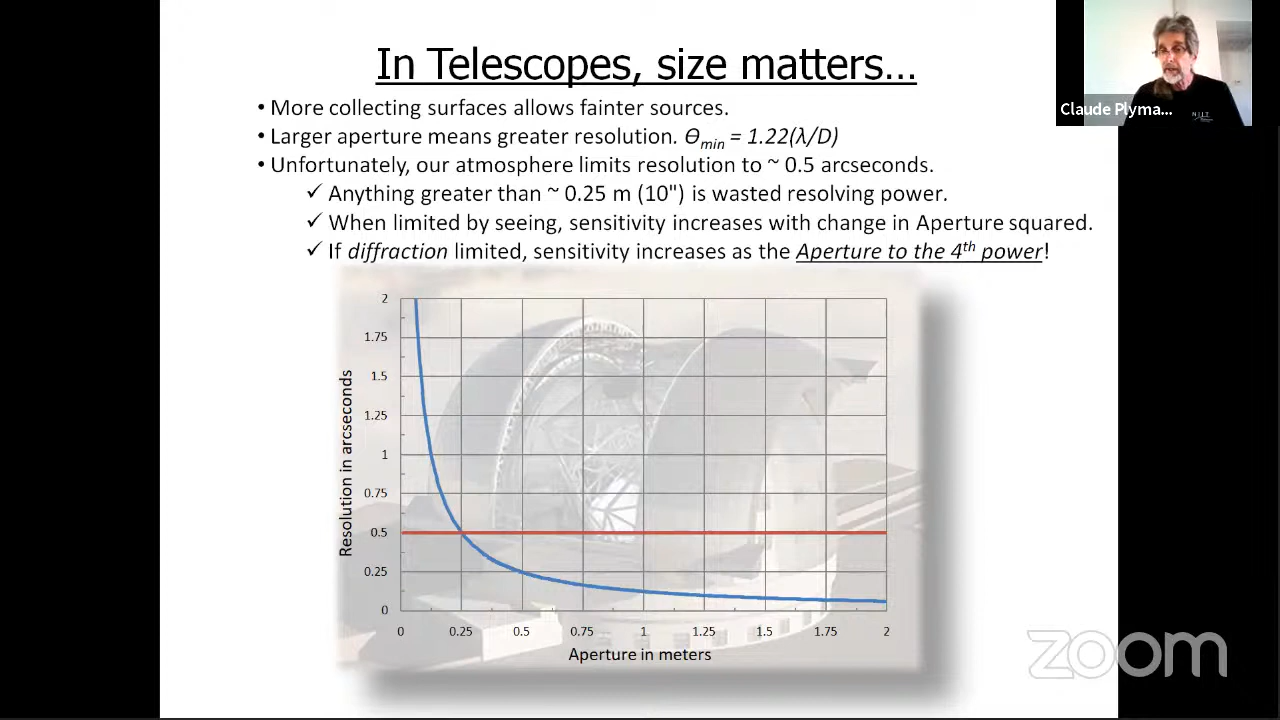 In Telescopes, size matters…
• More collecting surfaces allows fainter sources.
• Larger aperture means greater resolution. ϴmin = 1.22(λ/D)
• Unfortunately, our atmosphere limits resolution to ~ 0.5 arcseconds.
✓ Anything greater than ~ 0.25 m (10") is wasted resolving power.
✓ When limited by seeing, sensitivity increases with change in Aperture squared.
✓ If diffraction limited, sensitivity increases as the Aperture to the 4th power!
Claude Plyma...
NJIT
Resolution in arcseconds
2
1.75
1.5
1.25
1
0.75
0.5
0.25
0
0 0.25 0.5 0.75 1 1.25 1.5 1.75 2
Aperture in meters
zoom